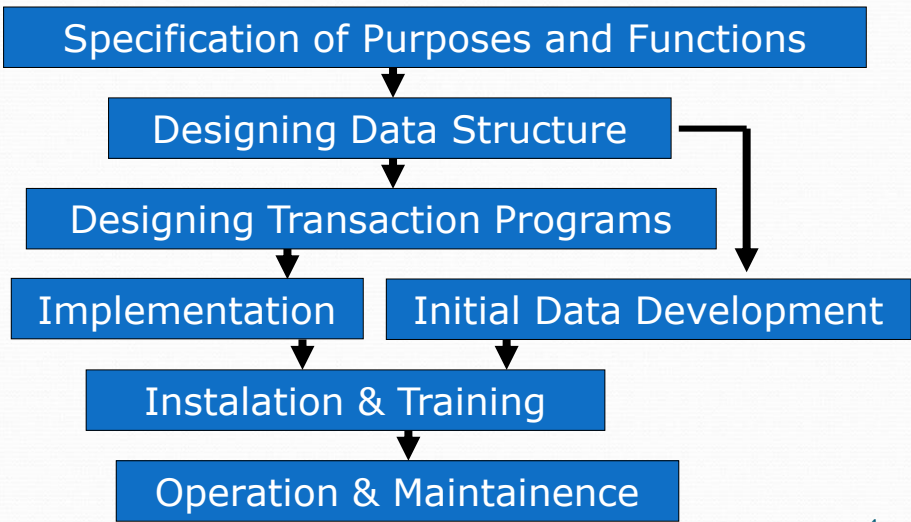 Specification of Purposes and Functions
Designing Data Structure
Designing Transaction Programs
Implementation
Initial Data Development
Instalation & Training
Operation & Maintainence